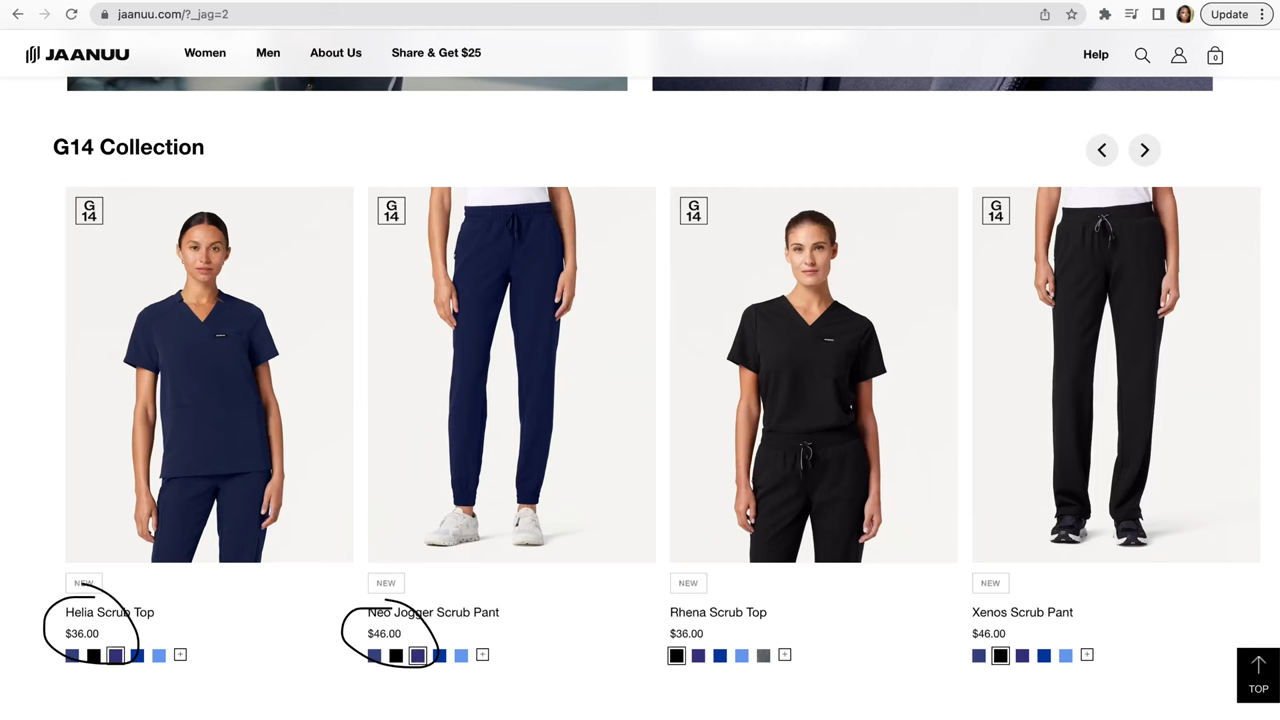 jaanuu.com/?_jag=2
Update
JAANUU
Women
Men
About Us
Share & Get $25
Help
0
G14 Collection
G
14
G
14
G
14
G
14
NEW
NEW
NEW
NEW
Helia Scrub Top
Neo Jogger Scrub Pant
Rhena Scrub Top
Xenos Scrub Pant
$36.00
$46.00
$36.00
$46.00
TOP